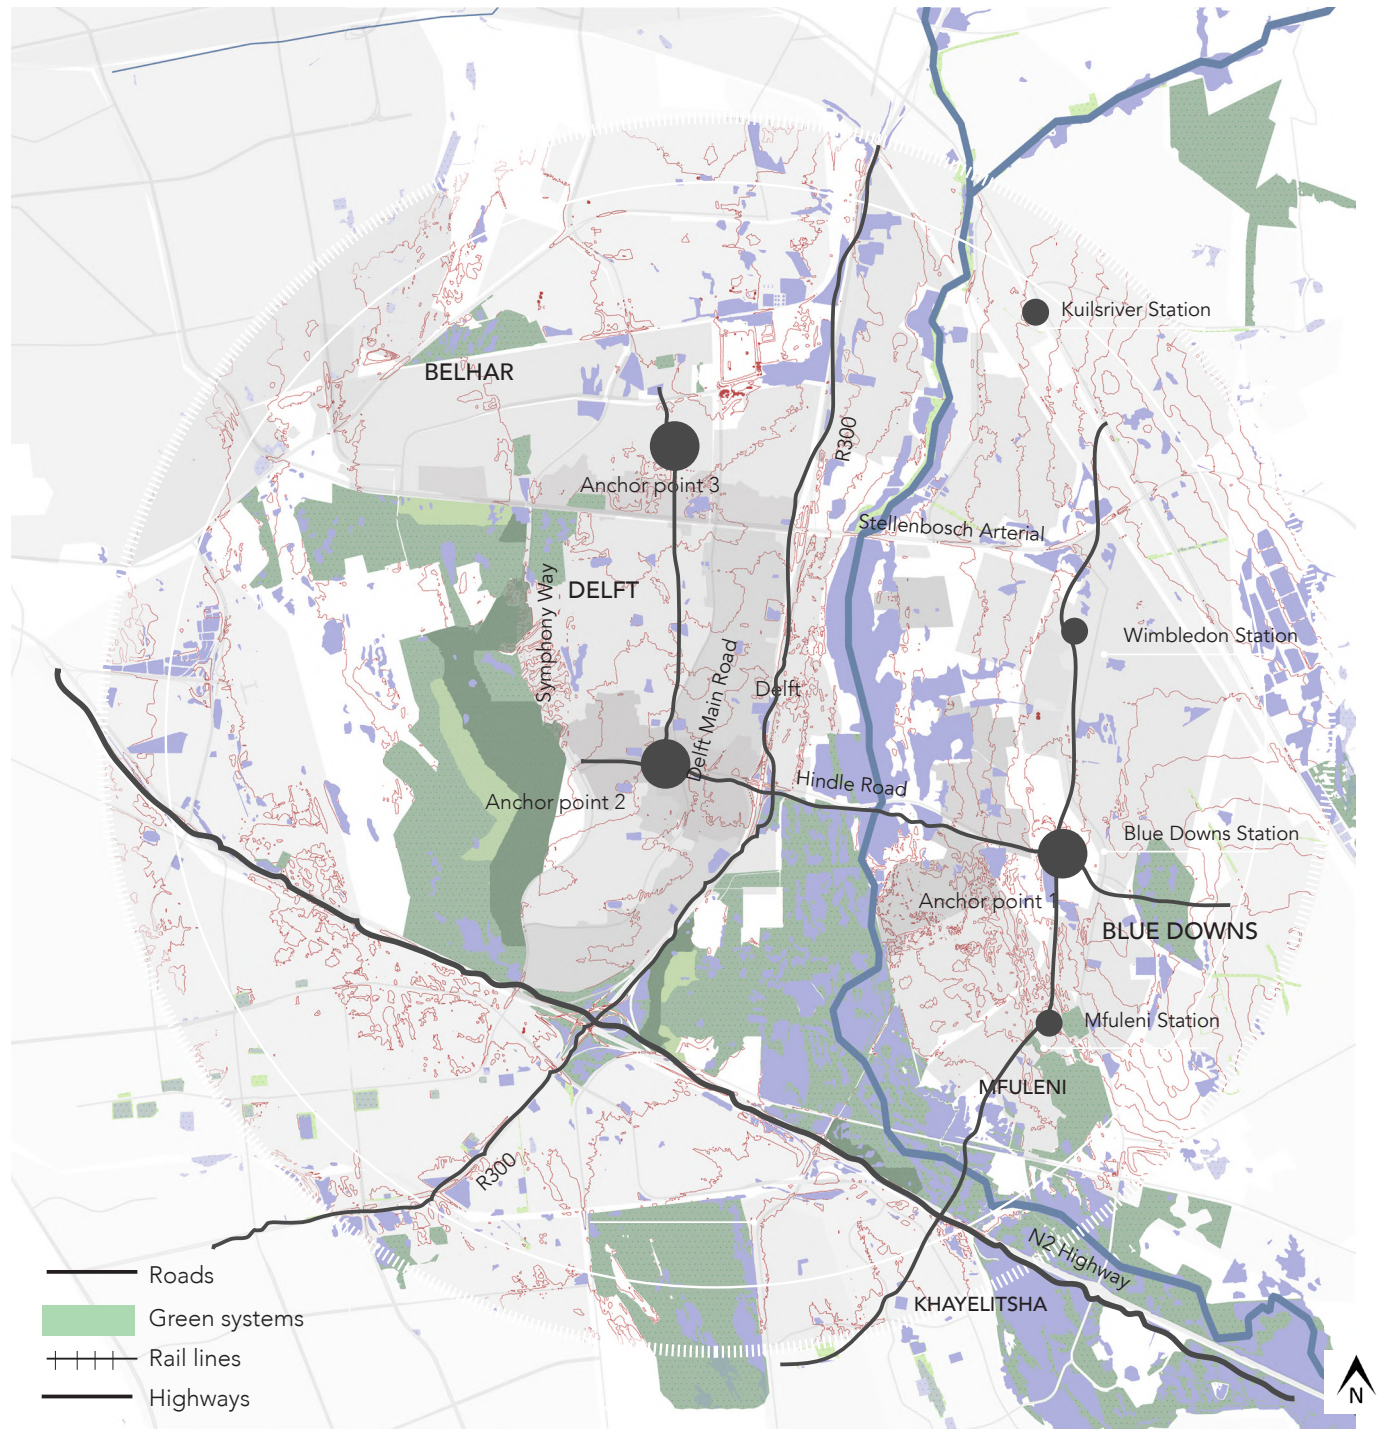 Kuilsriver Station
BELHAR
R300
Anchor point 3
Stellenbosch Arterial
Symphony Way
DELFT
Wimbledon Station
Delft Main Road
Delft
Hindle Road
Anchor point 2
Blue Downs Station
Anchor point 1
BLUE DOWNS
Mfuleni Station
MFULENI
R300
N2 Highway
KHAYELITSHA
Roads
Green systems
Rail lines
Highways
N